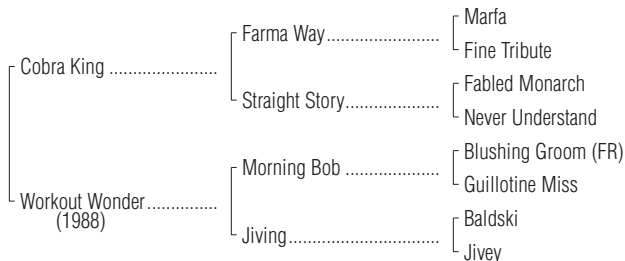 Marfa
Farma Way
Fine Tribute
Cobra King
Fabled Monarch
Straight Story
Never Understand
Blushing Groom (FR)
Morning Bob
Guillotine Miss
Workout Wonder
(1988)
Baldski
Jiving
Jivey